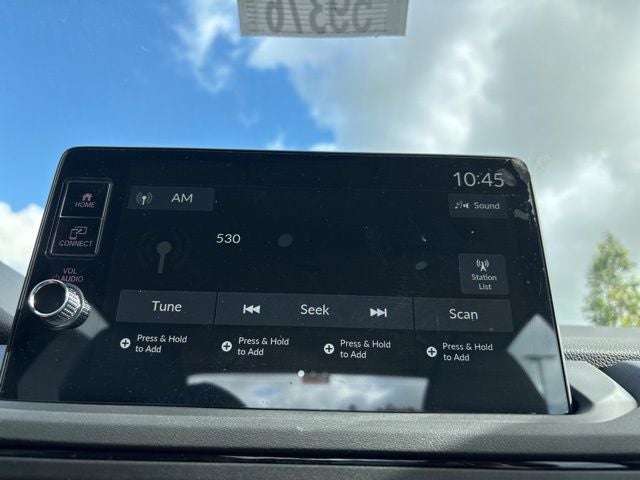 59376
10:45
AM
HOME
Sound
530
CONNECT
Station
List
VOL
AUDIO
Tune
Seek
Scan
Press & Hold
to Add
Press & Hold
to Add
Press & Hold
to Add
Press & Hold
to Add